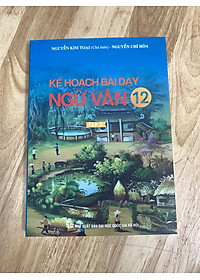 NGUYỄN KIM TOẠI (Chủ biên) - NGUYỄN CHÍ HÒA
KẾ HOẠCH BÀI DẠY
NGỮ VĂN 12
NHÀ XUẤT BẢN ĐẠI HỌC QUỐC GIA HÀ NỘI